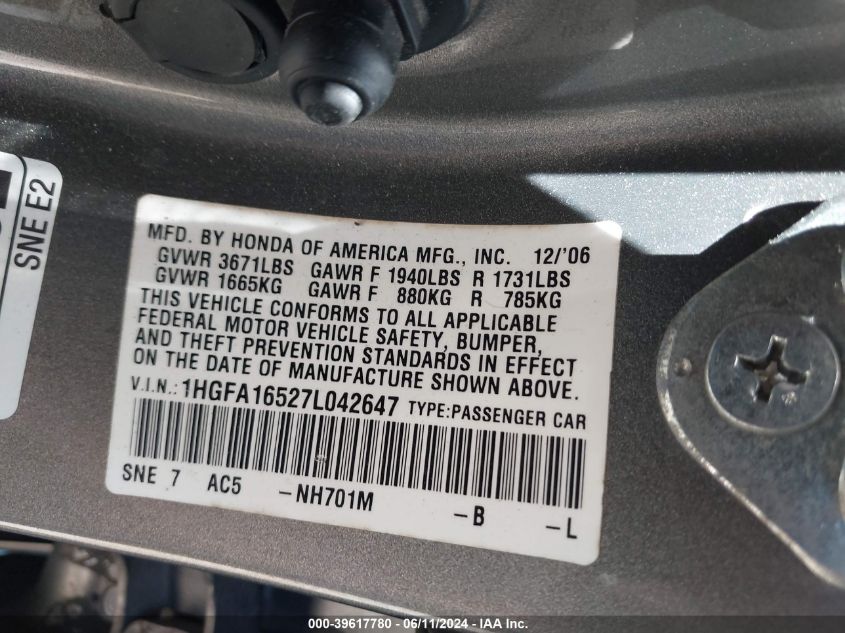 SNE E2
MFD. BY HONDA OF AMERICA MFG., INC. 12/'06
GVWR 3671LBS GAWR F 1940LBS R 1731LBS
GVWR 1665KG GAWR F 880KG R 785KG
THIS VEHICLE CONFORMS TO ALL APPLICABLE
FEDERAL MOTOR VEHICLE SAFETY, BUMPER,
AND THEFT PREVENTION STANDARDS IN EFFECT
ON THE DATE OF MANUFACTURE SHOWN ABOVE.
V.I.N.: 1HGFA16527L042647 TYPE:PASSENGER CAR
SNE 7 AC5 -NH701M -B -L
000-39617780 - 06/11/2024 - IAA Inc.